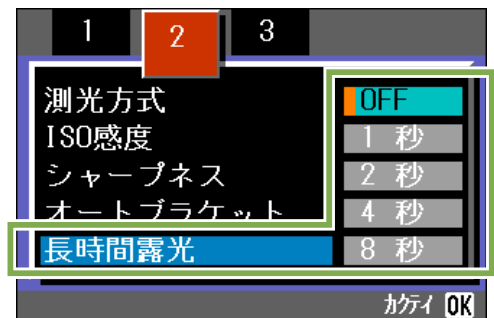 1 2 3
測光方式 OFF
ISO感度 1 秒
シャープネス 2 秒
オートブラケット 4 秒
長時間露光 8 秒
ｶｸﾃｲ OK